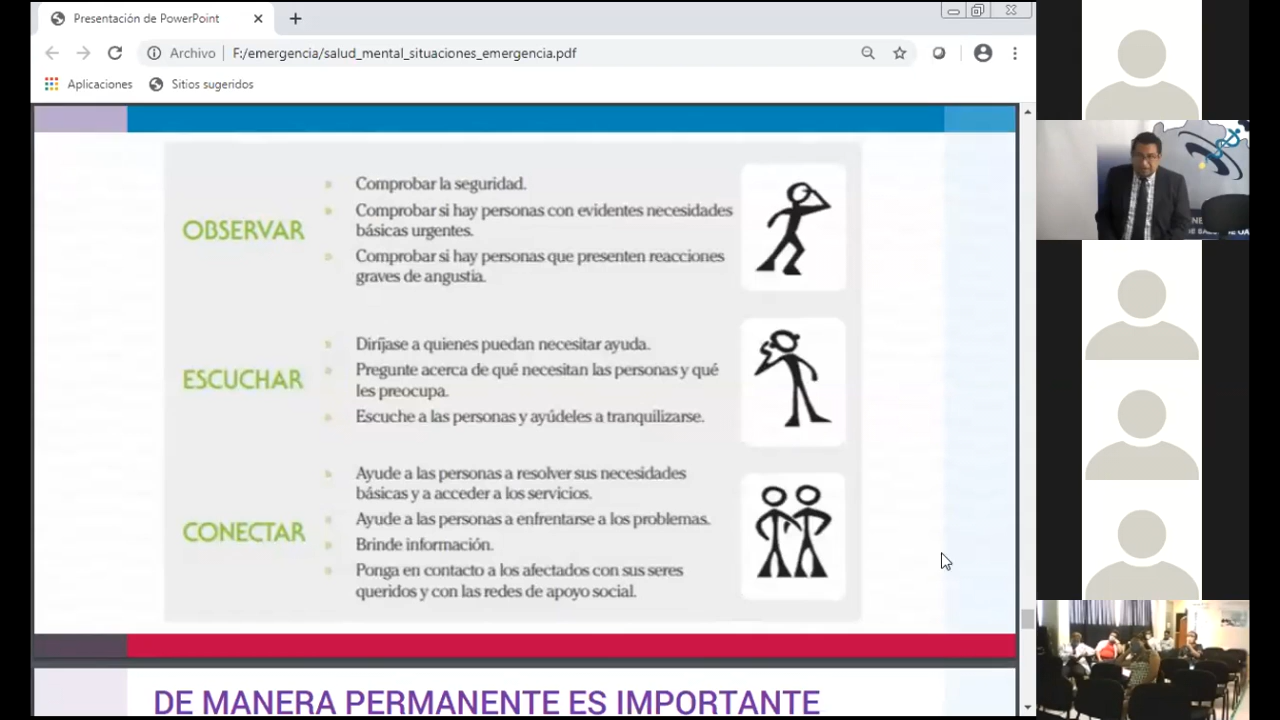 Presentación de PowerPoint
Archivo
F:/emergencia/salud_mental_situaciones_emergencia.pdf
Aplicaciones
Sitios sugeridos
OBSERVAR
» Comprobar la seguridad.
» Comprobar si hay personas con evidentes necesidades
básicas urgentes.
» Comprobar si hay personas que presenten reacciones
graves de angustia.
ESCUCHAR
» Diríjase a quienes puedan necesitar ayuda.
» Pregunte acerca de qué necesitan las personas y qué
les preocupa.
» Escuche a las personas y ayúdeles a tranquilizarse.
CONECTAR
» Ayude a las personas a resolver sus necesidades
básicas y a acceder a los servicios.
» Ayude a las personas a enfrentarse a los problemas.
» Brinde información.
» Ponga en contacto a los afectados con sus seres
queridos y con las redes de apoyo social.
DE MANERA PERMANENTE ES IMPORTANTE